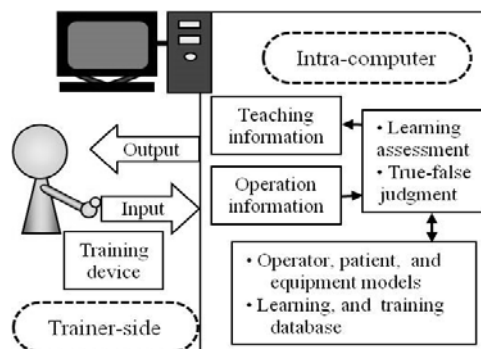 Intra-computer
Teaching
information
• Learning
assessment
• True-false
judgment
Output
Operation
information
Input
Training
device
• Operator, patient, and
equipment models
• Learning, and training
database
Trainer-side